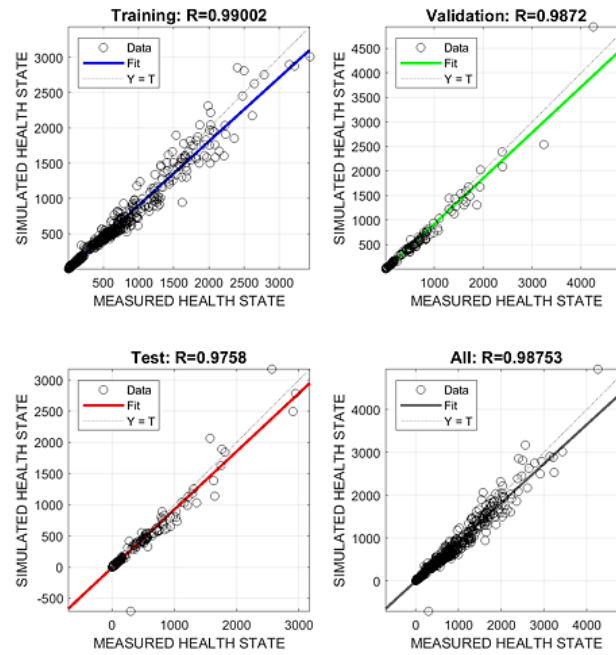 Training: R=0.99002
SIMULATED HEALTH STATE
3000
2500
2000
1500
1000
500
Data
Fit
Y = T
500 1000 1500 2000 2500 3000
MEASURED HEALTH STATE
Validation: R=0.9872
SIMULATED HEALTH STATE
4500
4000
3500
3000
2500
2000
1500
1000
500
Data
Fit
Y = T
1000 2000 3000 4000
MEASURED HEALTH STATE
Test: R=0.9758
SIMULATED HEALTH STATE
3000
2500
2000
1500
1000
500
0
-500
Data
Fit
Y = T
0 1000 2000 3000
MEASURED HEALTH STATE
All: R=0.98753
SIMULATED HEALTH STATE
4000
3000
2000
1000
0
Data
Fit
Y = T
0 1000 2000 3000 4000
MEASURED HEALTH STATE